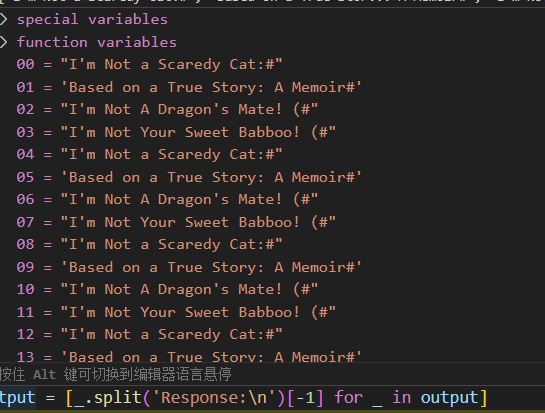 special variables
function variables
00 = "I'm Not a Scaredy Cat:#"
01 = 'Based on a True Story: A Memoir#'
02 = "I'm Not A Dragon's Mate! (#"
03 = "I'm Not Your Sweet Babboo! (#"
04 = "I'm Not a Scaredy Cat:#"
05 = 'Based on a True Story: A Memoir#'
06 = "I'm Not A Dragon's Mate! (#"
07 = "I'm Not Your Sweet Babboo! (#"
08 = "I'm Not a Scaredy Cat:#"
09 = 'Based on a True Story: A Memoir#'
10 = "I'm Not A Dragon's Mate! (#"
11 = "I'm Not Your Sweet Babboo! (#"
12 = "I'm Not a Scaredy Cat:#"
13 = 'Based on a True Story: A Memoir#'
按住 Alt 键可切换到编辑器语言悬停
tput = [_.split('Response:\n')[-1] for _ in output]